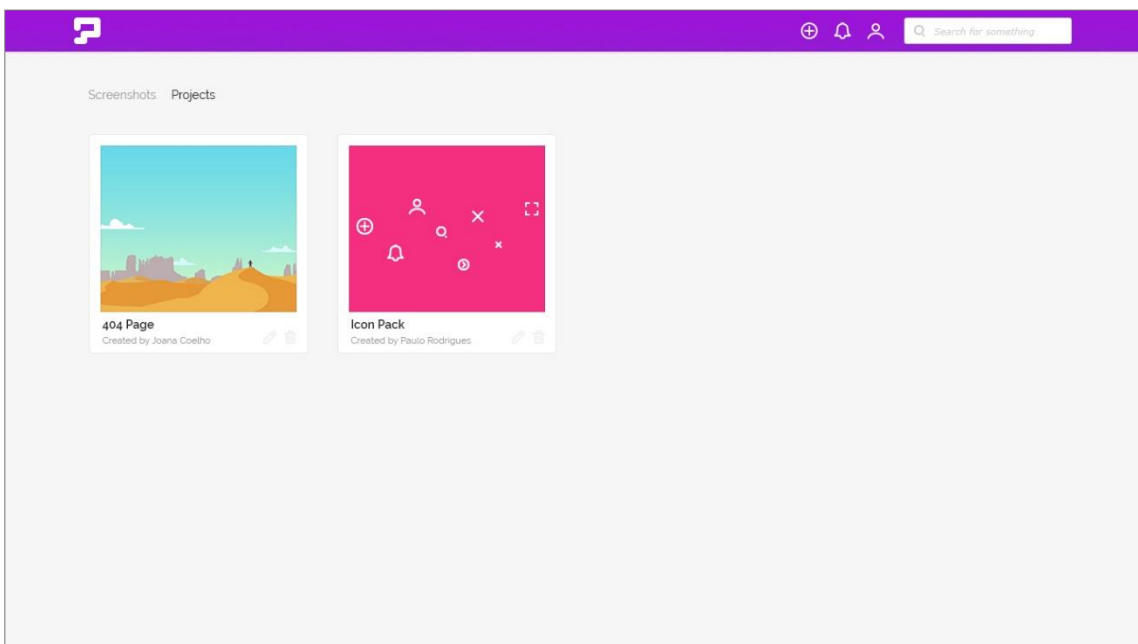 Search for something
Screenshots Projects
404 Page
Created by Joana Coelho
Icon Pack
Created by Paulo Rodrigues